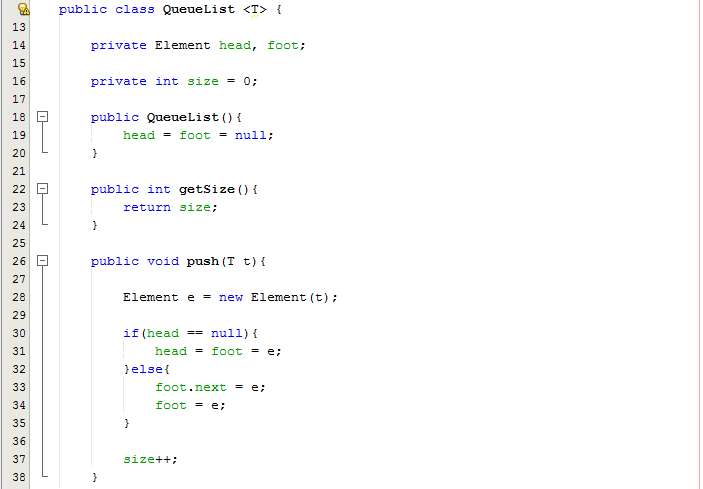 public class QueueList <T> {
13
14 private Element head, foot;
15
16 private int size = 0;
17
18 public QueueList(){
19 head = foot = null;
20 }
21
22 public int getSize(){
23 return size;
24 }
25
26 public void push(T t){
27
28 Element e = new Element(t);
29
30 if(head == null){
31 head = foot = e;
32 }else{
33 foot.next = e;
34 foot = e;
35 }
36
37 size++;
38 }